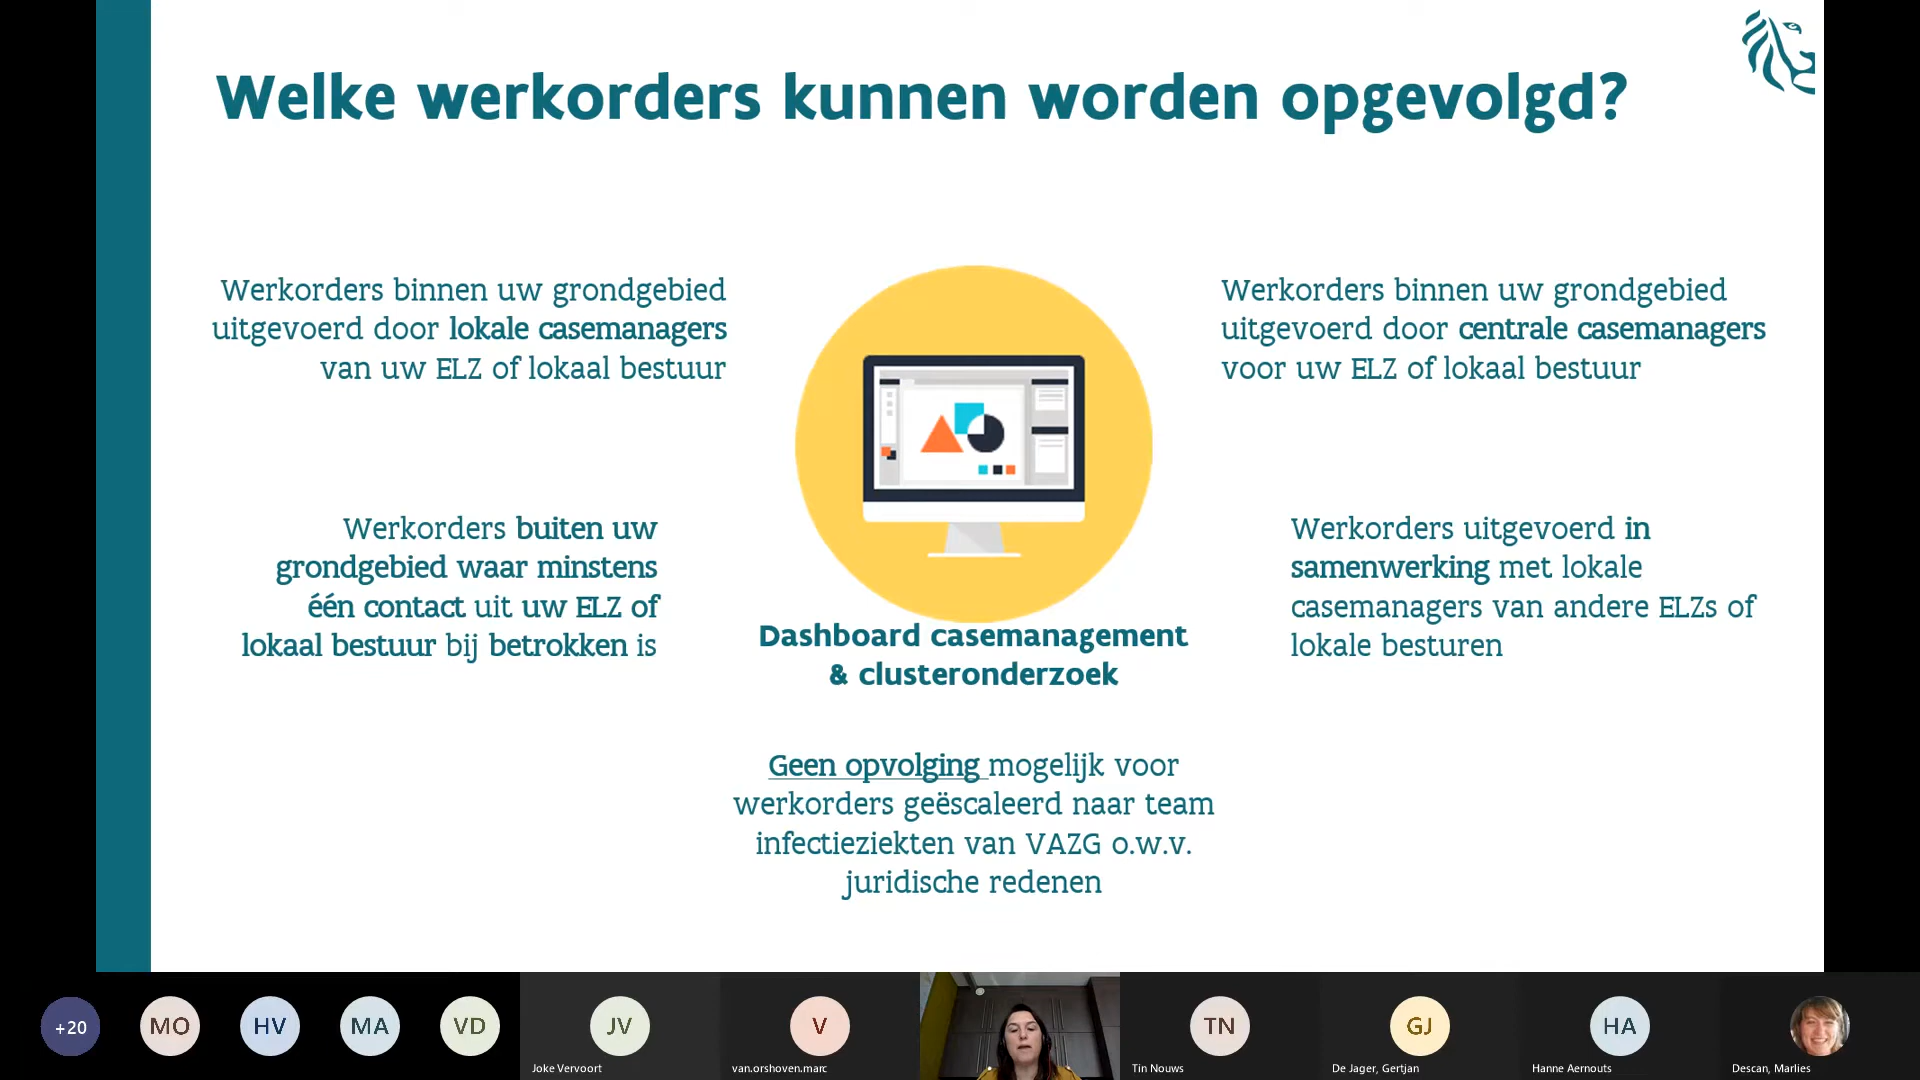 Welke werkorders kunnen worden opgevolgd?
Werkorders binnen uw grondgebied
uitgevoerd door lokale casemanagers
van uw ELZ of lokaal bestuur
Werkorders binnen uw grondgebied
uitgevoerd door centrale casemanagers
voor uw ELZ of lokaal bestuur
Werkorders buiten uw
grondgebied waar minstens
één contact uit uw ELZ of
lokaal bestuur bij betrokken is
Werkorders uitgevoerd in
samenwerking met lokale
casemanagers van andere ELZs of
lokale besturen
Dashboard casemanagement
& clusteronderzoek
Geen opvolging mogelijk voor
werkorders geëscaleerd naar team
infectieziekten van VAZG o.w.v.
juridische redenen
+20
MO
HV
MA
VD
JV
V
TN
GJ
HA
Joke Vervoort
van.orshoven.marc
Tin Nouws
De Jager, Gertjan
Hanne Aernouts
Descan, Marlies